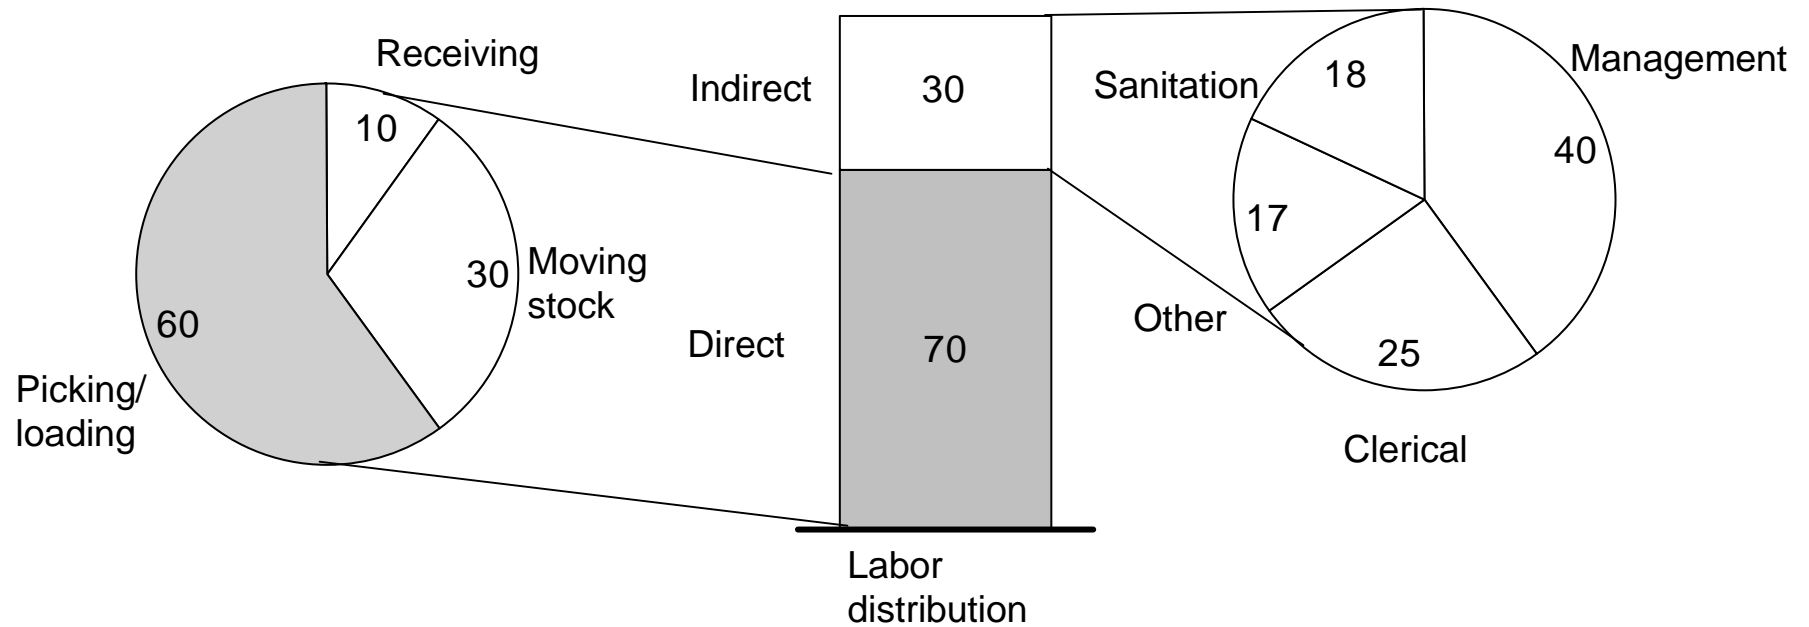 Receiving
10
30
Moving
stock
60
Picking/
loading
Indirect
30
Direct
70
Labor
distribution
Sanitation
18
Management
40
17
Other
25
Clerical